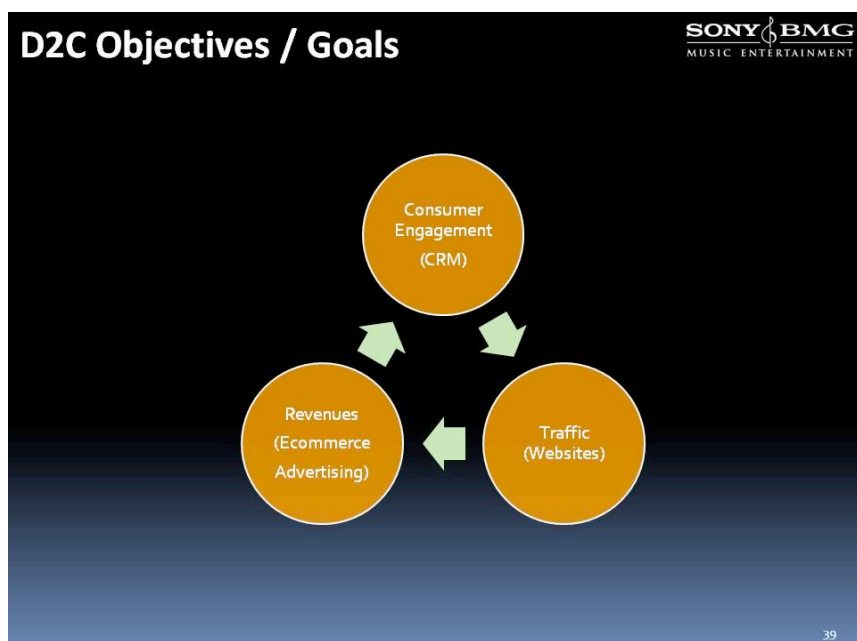 D2C Objectives / Goals
SONY BMG
MUSIC ENTERTAINMENT
Consumer
Engagement
(CRM)
Traffic
(Websites)
Revenues
(Ecommerce
Advertising)
39